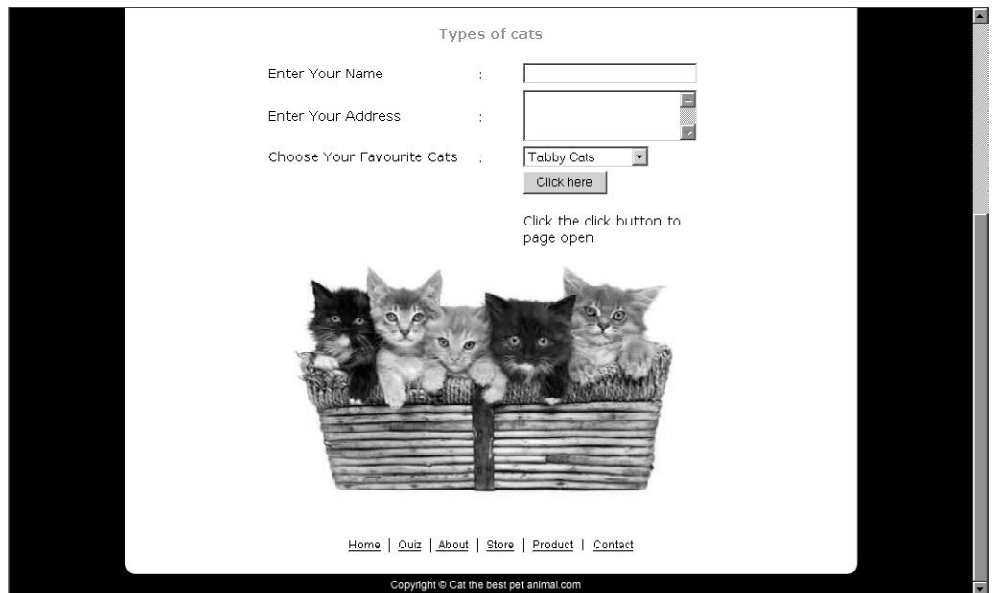 Types of cats
Enter Your Name :
Enter Your Address :
Choose Your Favourite Cats : Tabby Cats
Click here
Click the click button to
page open
Home | Quiz | About | Store | Product | Contact
Copyright © Cat the best pet animal.com